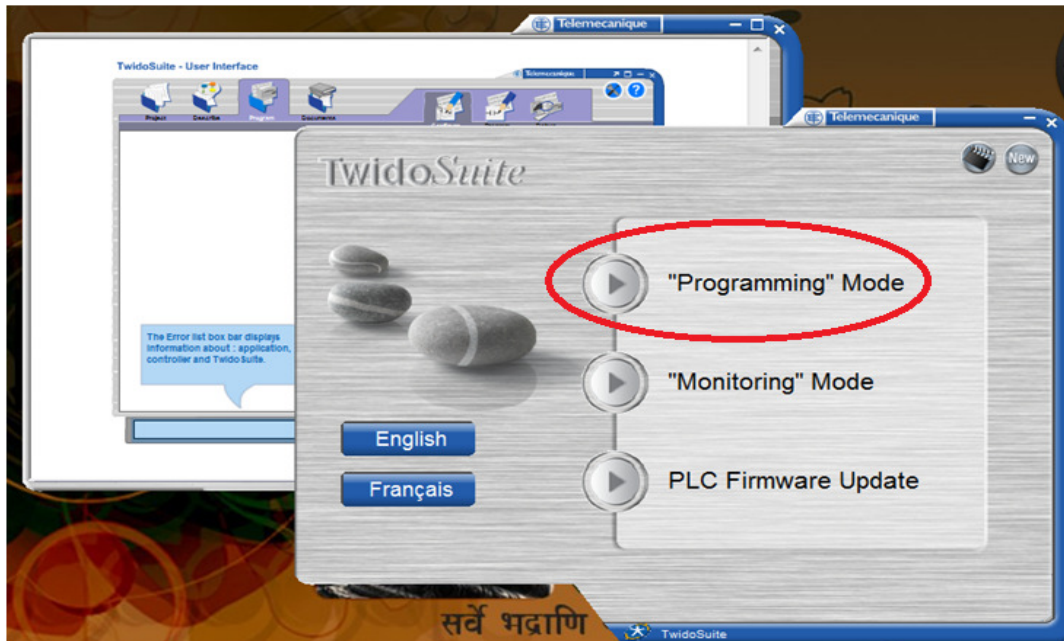 Telemecanique
TwidoSuite - User Interface
Telemecanique
Project Describe Program Documents
Telemecanique
TwidoSuite
New
"Programming" Mode
The Error list box bar displays
information about : application,
controller and TwidoSuite.
"Monitoring" Mode
English
Français
PLC Firmware Update
सर्वे भद्राणि
TwidoSuite